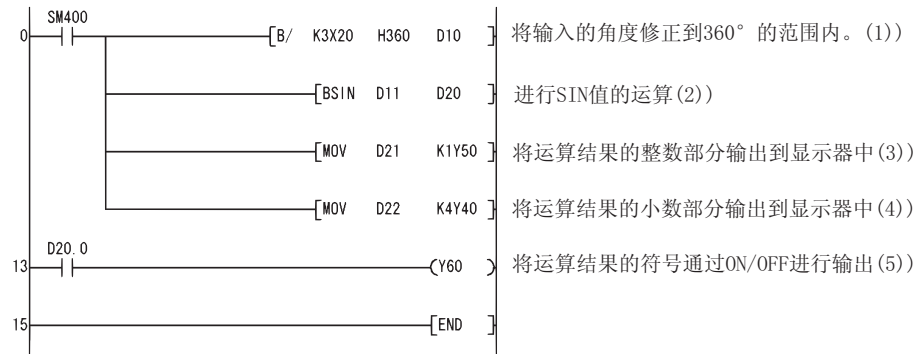 SM400
0 [B/ K3X20 H360 D10 ] 将输入的角度修正到360°的范围内。(1))
[BSIN D11 D20 ] 进行SIN值的运算(2))
[MOV D21 K1Y50 ] 将运算结果的整数部分输出到显示器中(3))
[MOV D22 K4Y40 ] 将运算结果的小数部分输出到显示器中(4))
D20.0
13 (Y60 ) 将运算结果的符号通过ON/OFF进行输出(5))
15 [END ]